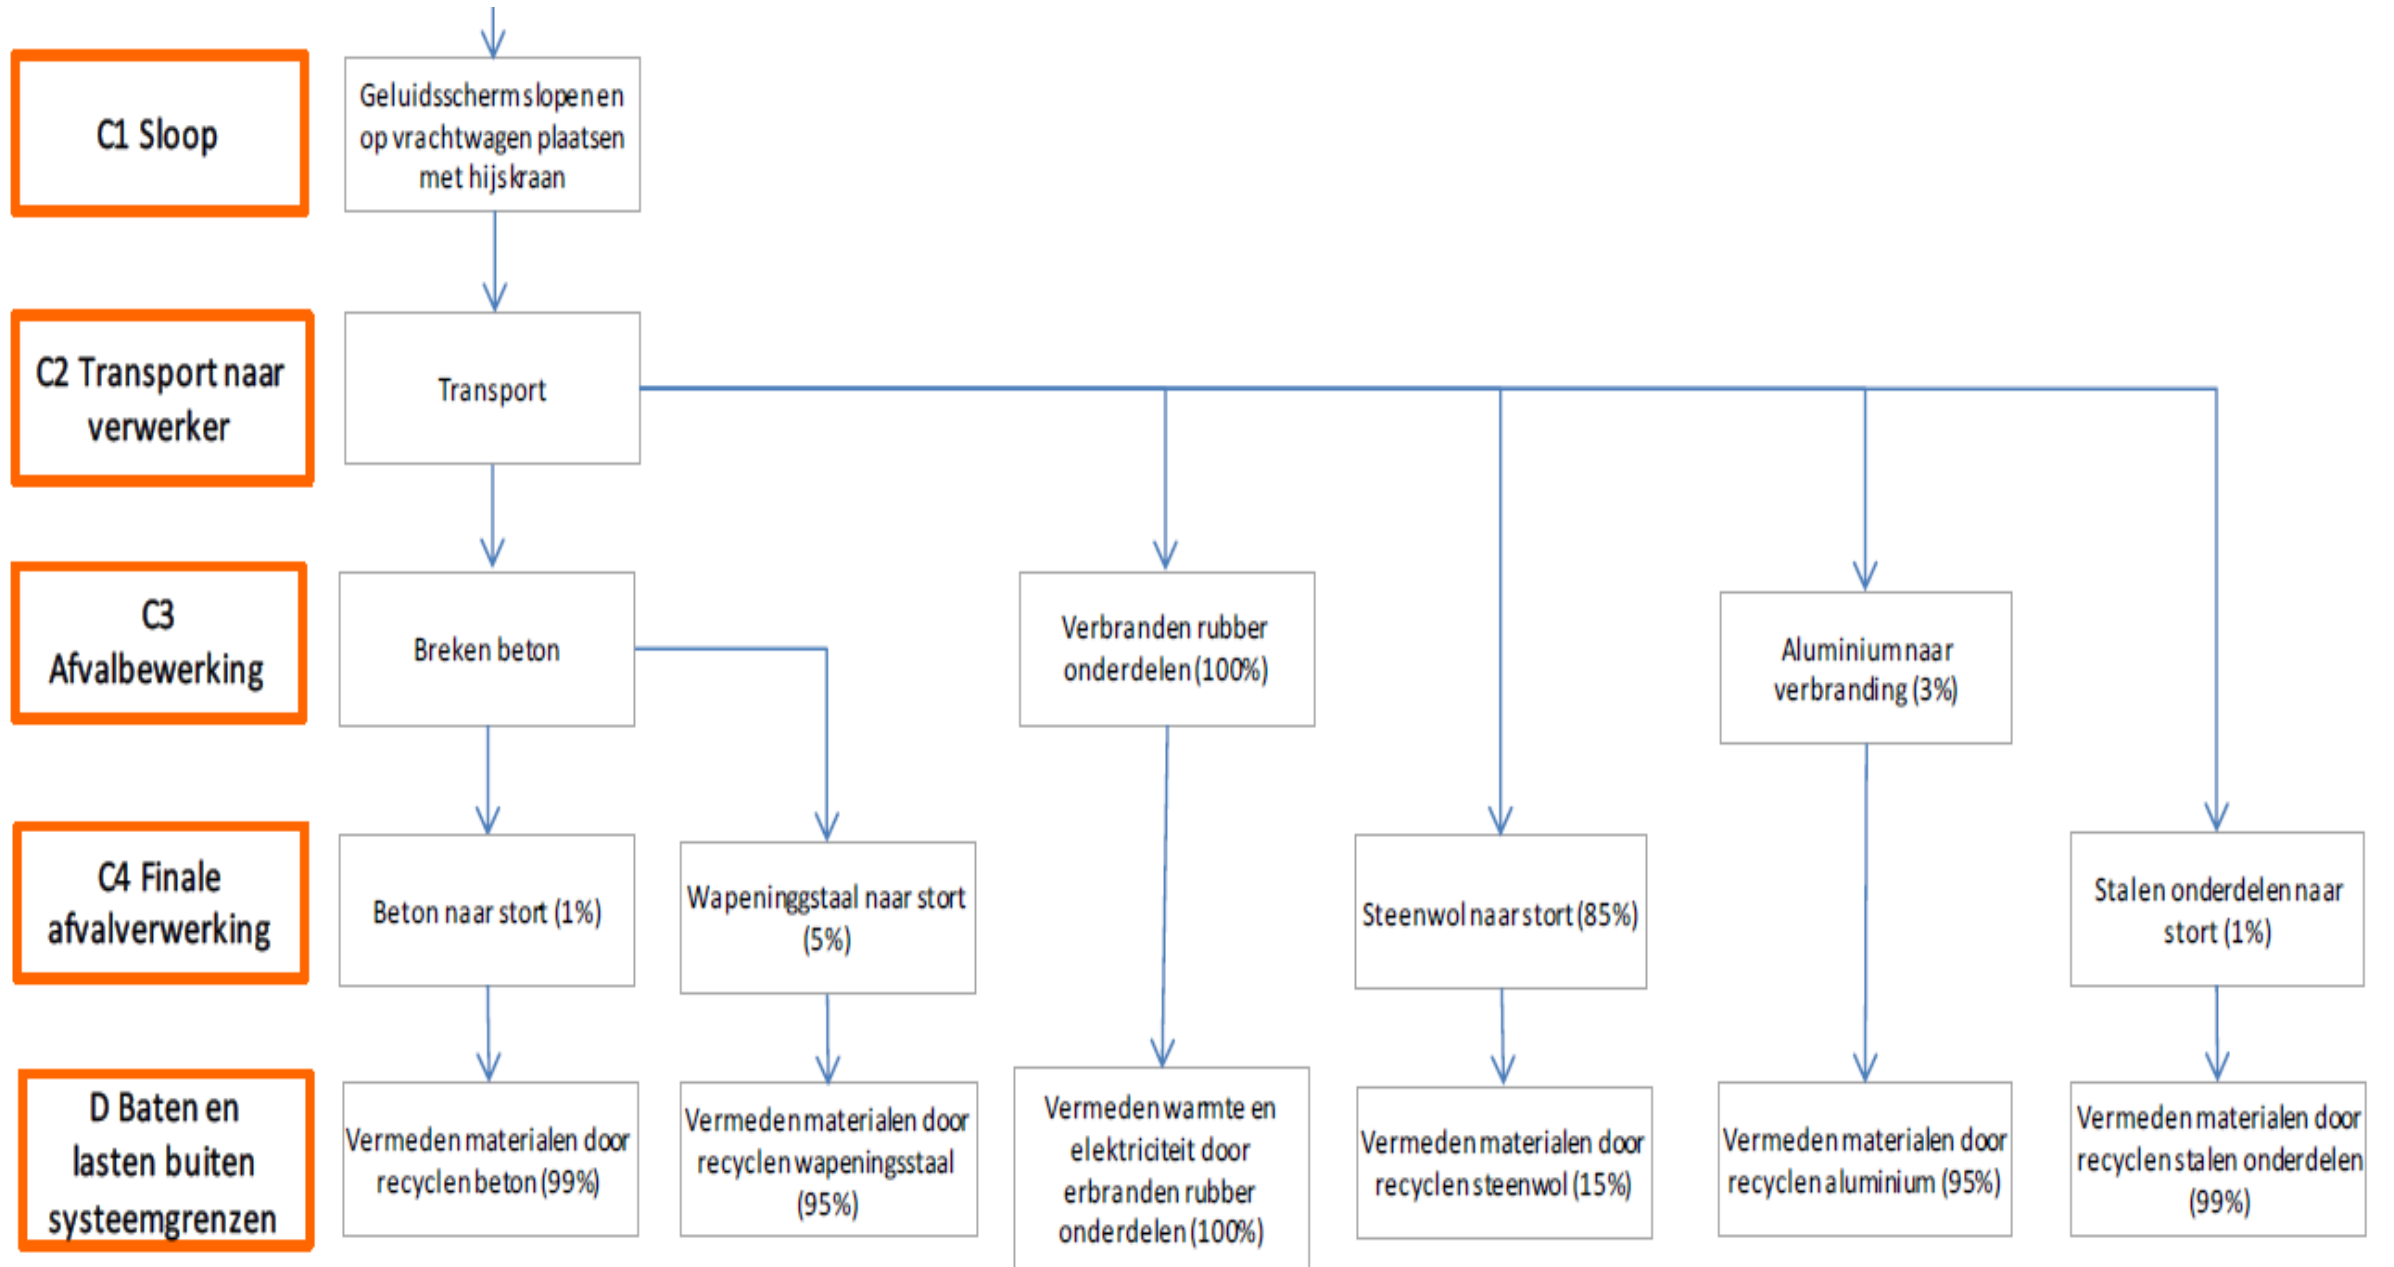 C1 Sloop
Geluidsscherm slopen en
op vrachtwagen plaatsen
met hijskraan
C2 Transport naar
verwerker
Transport
C3
Afvalbewerking
Breken beton
Verbranden rubber
onderdelen (100%)
Aluminium naar
verbranding (3%)
C4 Finale
afvalverwerking
Beton naar stort (1%)
Wapeninggstaal naar stort
(5%)
Steenwol naar stort (85%)
Stalen onderdelen naar
stort (1%)
D Baten en
lasten buiten
systeemgrenzen
Vermeden materialen door
recyclen beton (99%)
Vermeden materialen door
recyclen wapeningsstaal
(95%)
Vermeden warmte en
elektriciteit door
erbranden rubber
onderdelen (100%)
Vermeden materialen door
recyclen steenwol (15%)
Vermeden materialen door
recyclen aluminium (95%)
Vermeden materialen door
recyclen stalen onderdelen
(99%)